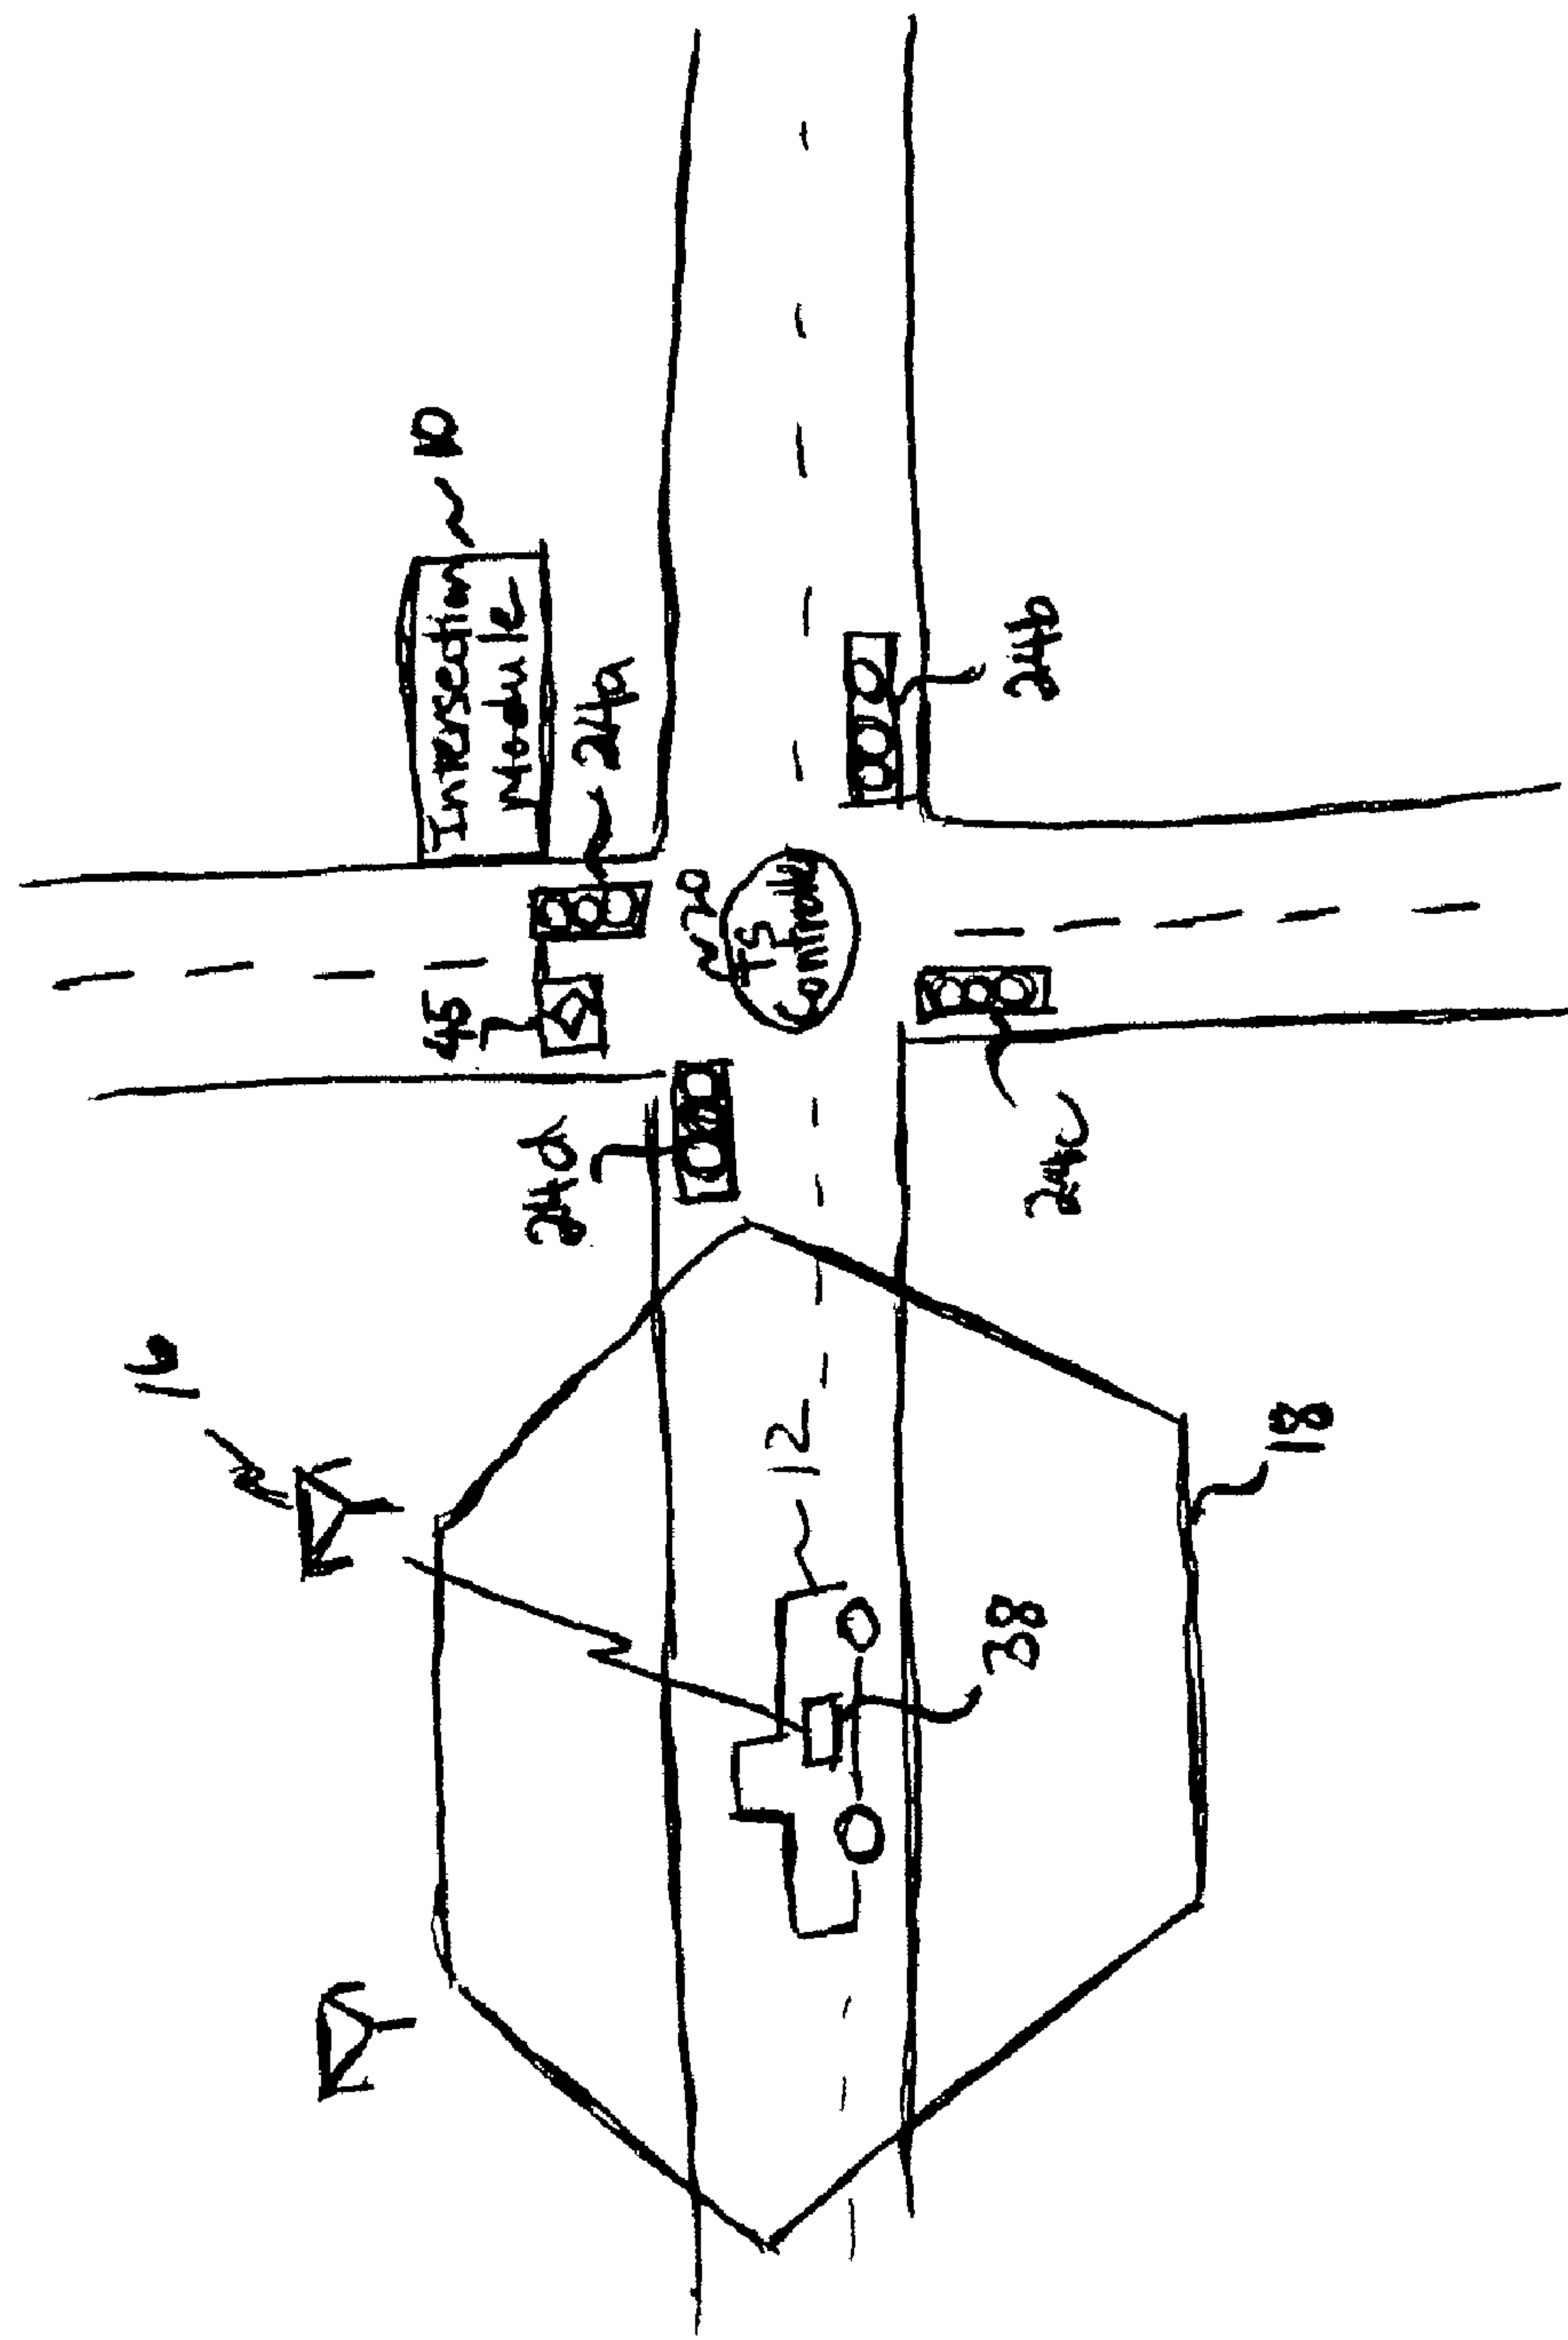 16
10
Intersection
Module
45
24d
24a
20
TS
Controller
12
38
24b
24c
18